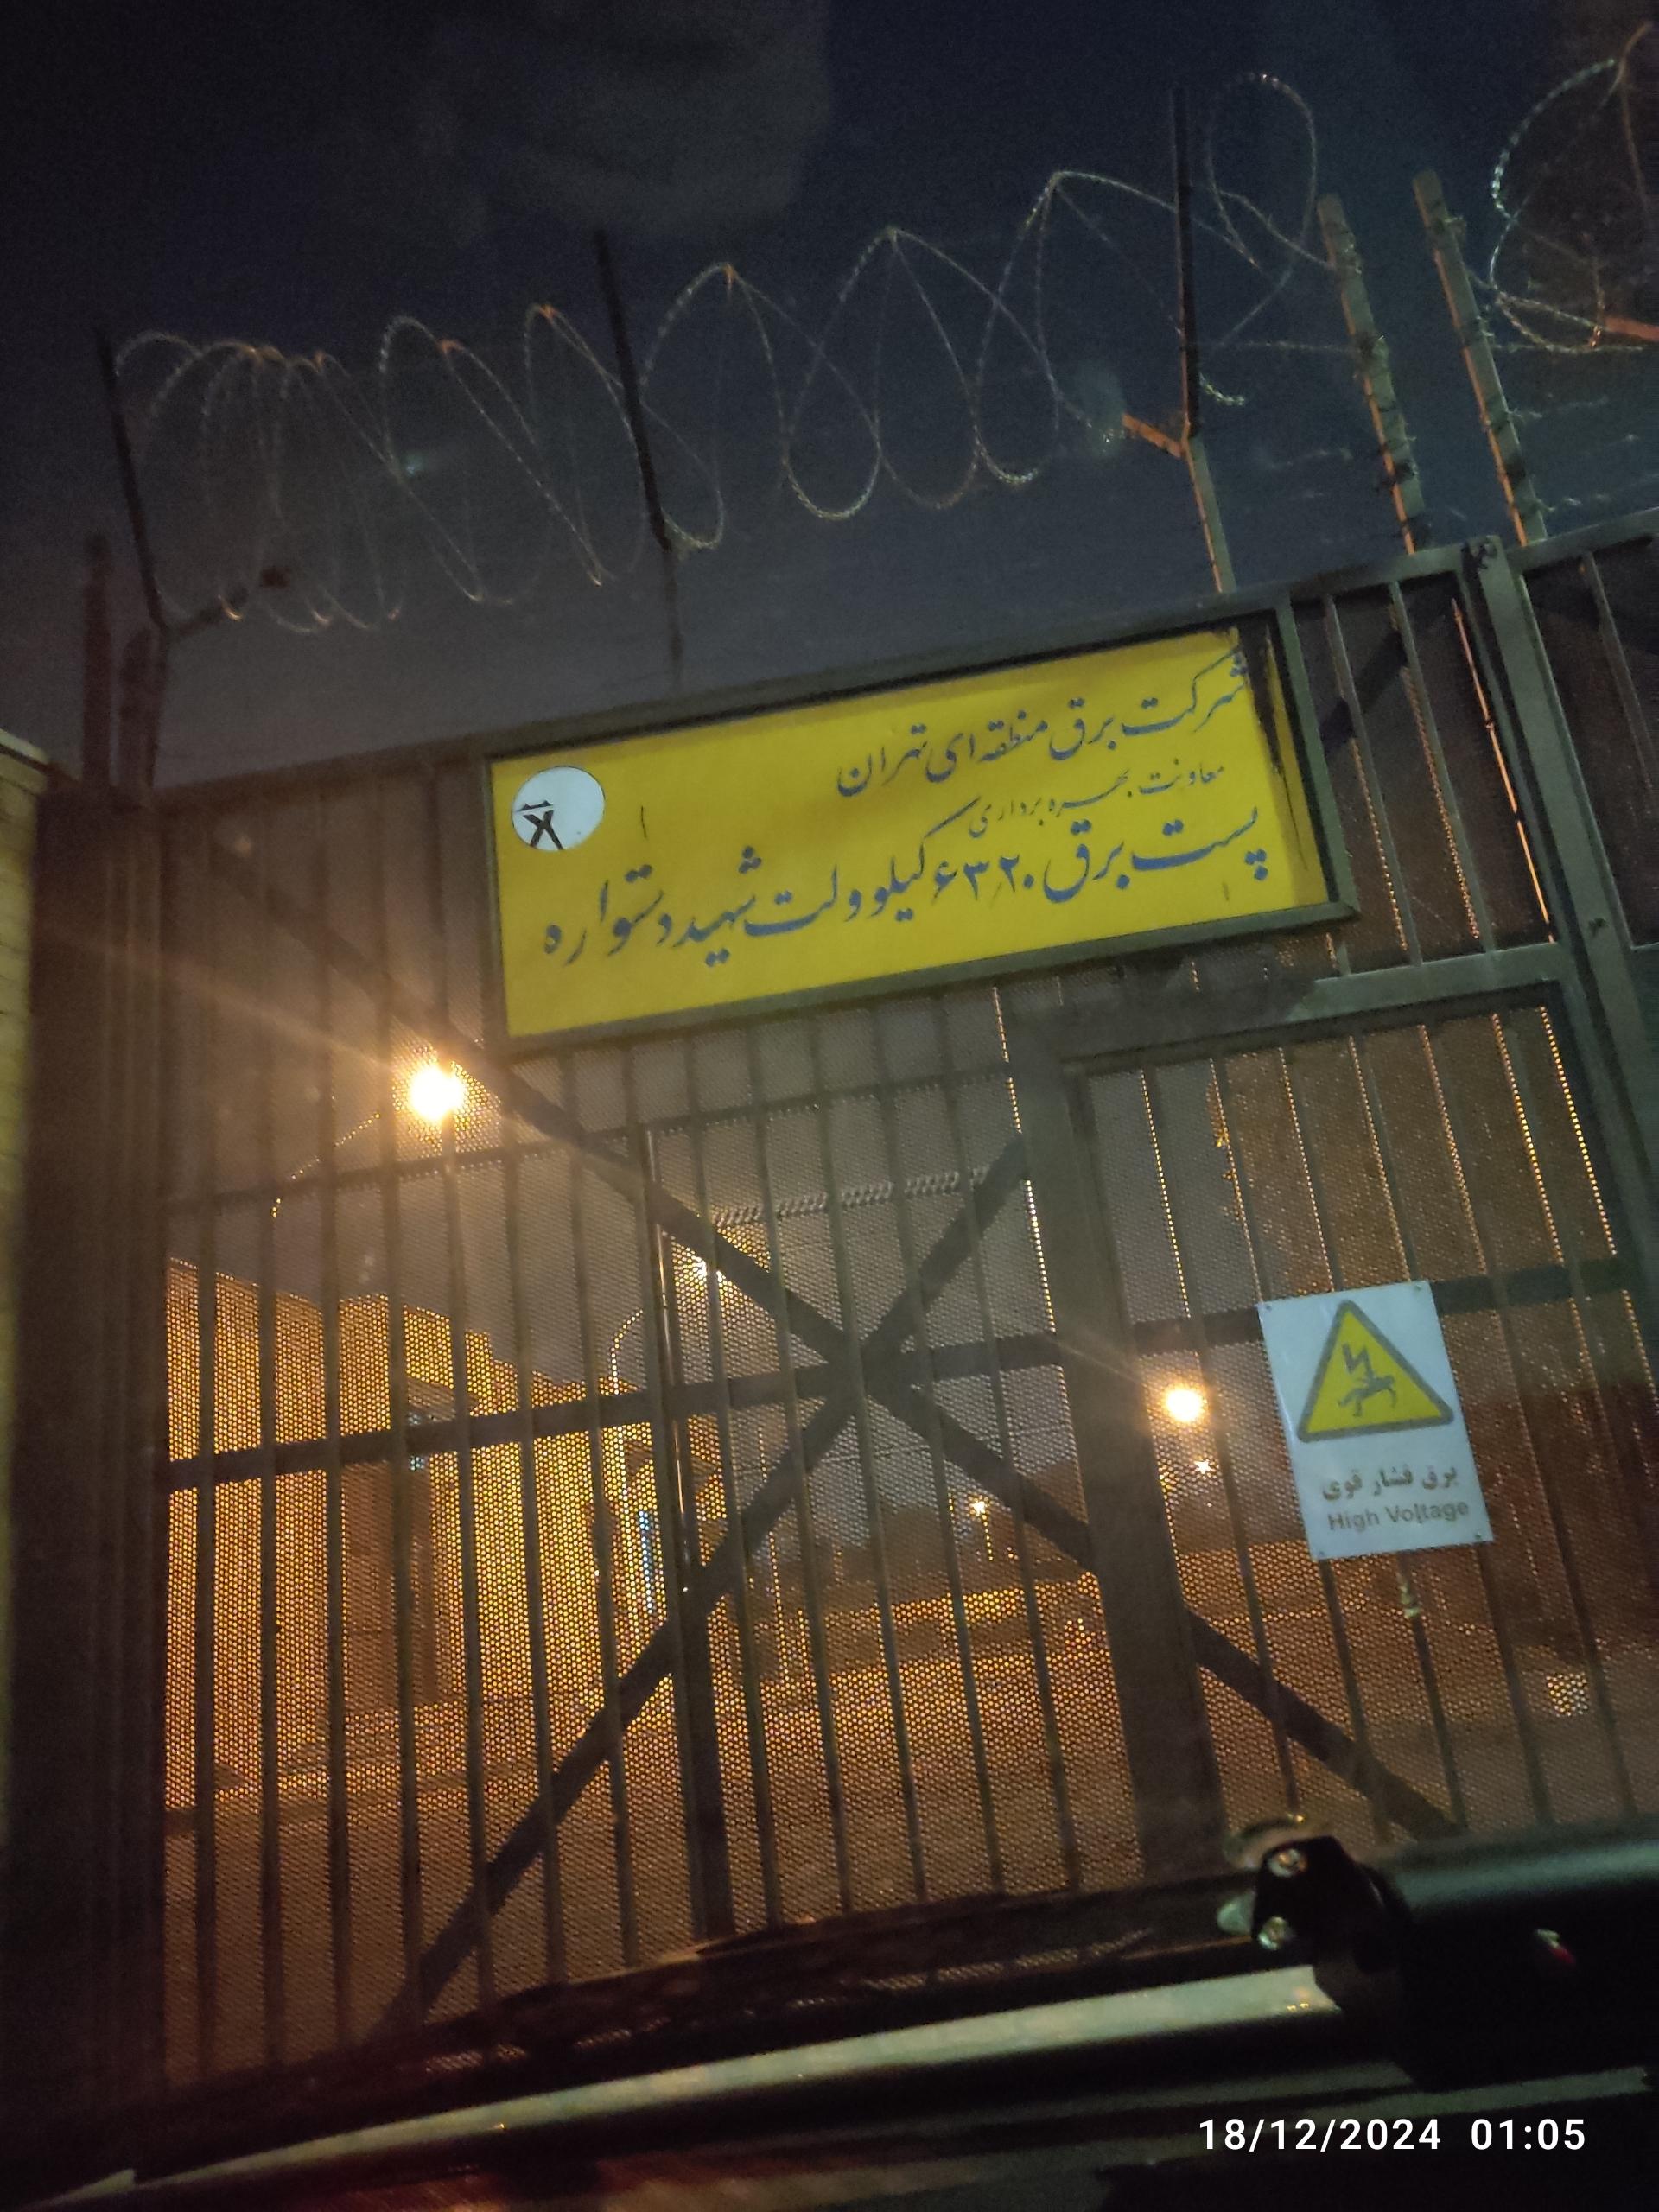 شرکت برق منطقه ای تهران
معاونت بهره برداری
پست برق ۶۳٫۲۰ کیلوولت شهید دستواره
برق فشار قوی
High Voltage
18/12/2024 01:05